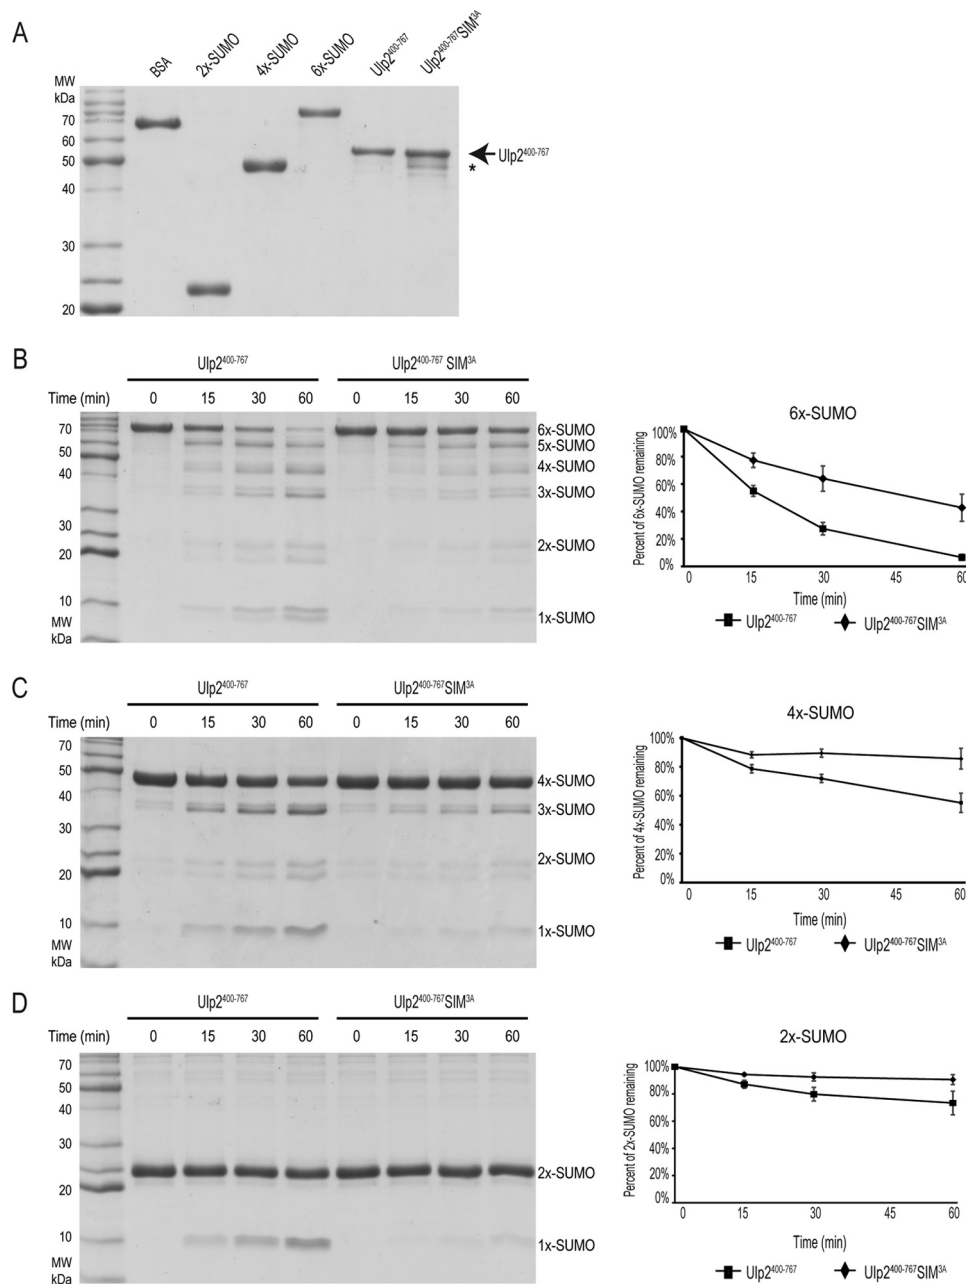 A
BSA
2x-SUMO
4x-SUMO
6x-SUMO
Ulp2⁴⁰⁰⁻⁷⁶⁷
Ulp2⁴⁰⁰⁻⁷⁶⁷SIM³ᴬ
MW
kDa
70
60
50
40
30
20
Ulp2⁴⁰⁰⁻⁷⁶⁷
*
B
Ulp2⁴⁰⁰⁻⁷⁶⁷
Ulp2⁴⁰⁰⁻⁷⁶⁷ SIM³ᴬ
Time (min) 0 15 30 60 0 15 30 60
70
50
40
30
20
10
MW
kDa
6x-SUMO
5x-SUMO
4x-SUMO
3x-SUMO
2x-SUMO
1x-SUMO
6x-SUMO
Percent of 6x-SUMO remaining
100%
80%
60%
40%
20%
0%
0 15 30 45 60
Time (min)
Ulp2⁴⁰⁰⁻⁷⁶⁷ Ulp2⁴⁰⁰⁻⁷⁶⁷SIM³ᴬ
C
Ulp2⁴⁰⁰⁻⁷⁶⁷
Ulp2⁴⁰⁰⁻⁷⁶⁷SIM³ᴬ
Time (min) 0 15 30 60 0 15 30 60
70
50
40
30
20
10
MW
kDa
4x-SUMO
3x-SUMO
2x-SUMO
1x-SUMO
4x-SUMO
Percent of 4x-SUMO remaining
100%
80%
60%
40%
20%
0%
0 15 30 45 60
Time (min)
Ulp2⁴⁰⁰⁻⁷⁶⁷ Ulp2⁴⁰⁰⁻⁷⁶⁷SIM³ᴬ
D
Ulp2⁴⁰⁰⁻⁷⁶⁷
Ulp2⁴⁰⁰⁻⁷⁶⁷SIM³ᴬ
Time (min) 0 15 30 60 0 15 30 60
70
50
40
30
20
10
MW
kDa
2x-SUMO
1x-SUMO
2x-SUMO
Percent of 2x-SUMO remaining
100%
80%
60%
40%
20%
0%
0 15 30 45 60
Time (min)
Ulp2⁴⁰⁰⁻⁷⁶⁷ Ulp2⁴⁰⁰⁻⁷⁶⁷SIM³ᴬ